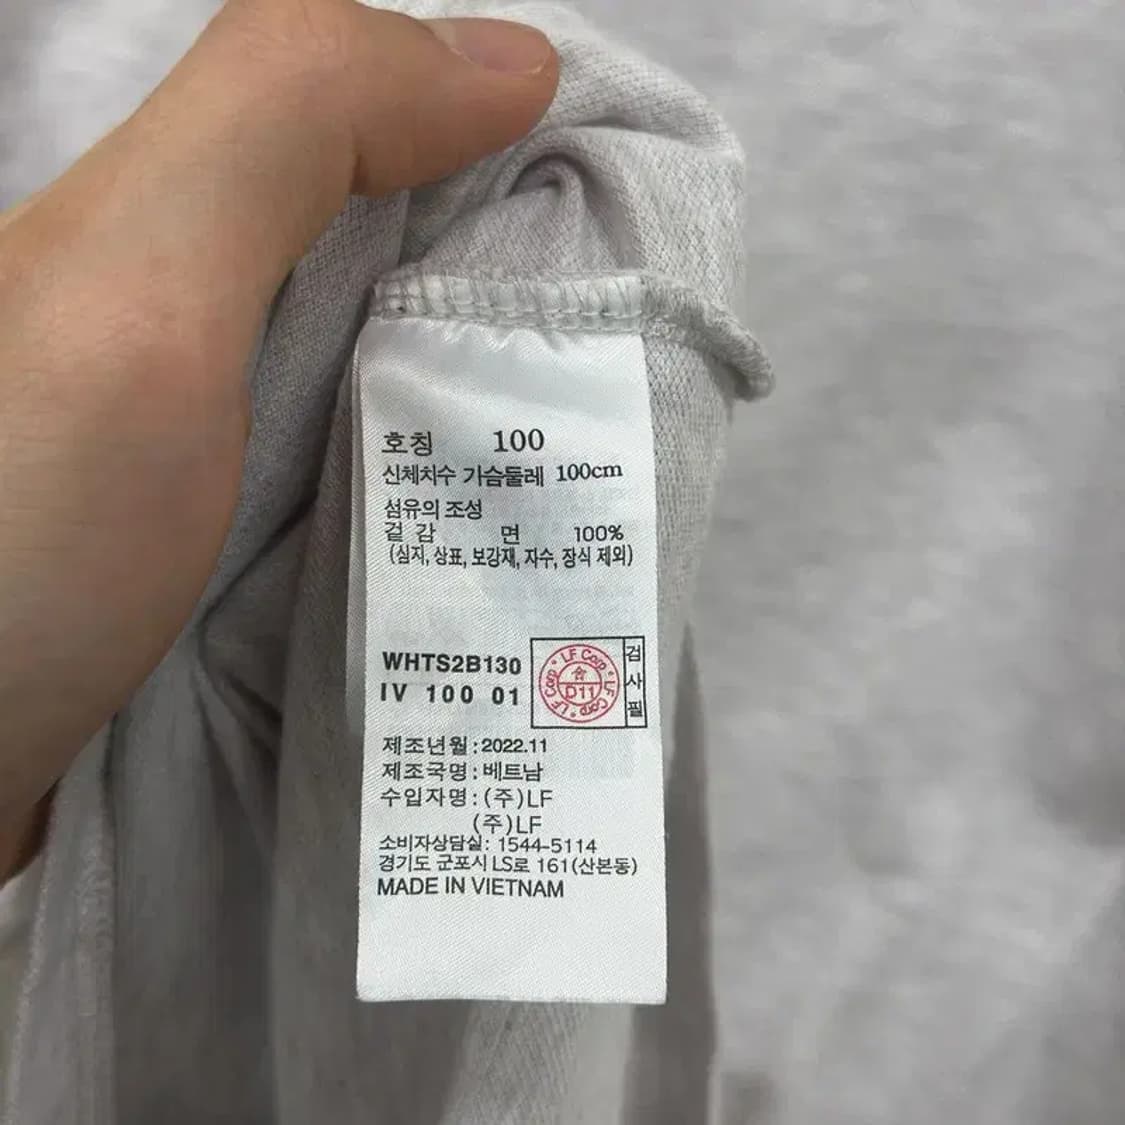 호칭 100
신체치수 가슴둘레 100cm
섬유의 조성
겉 감 면 100%
(심지, 상표, 보강재, 자수, 장식 제외)
WHTS2B130
IV 100 01
LF Corp * LF Corp * LF Corp *
D11
검사필
제조년월:2022.11
제조국명:베트남
수입자명:(주)LF
(주)LF
소비자상담실: 1544-5114
경기도 군포시 LS로 161(산본동)
MADE IN VIETNAM